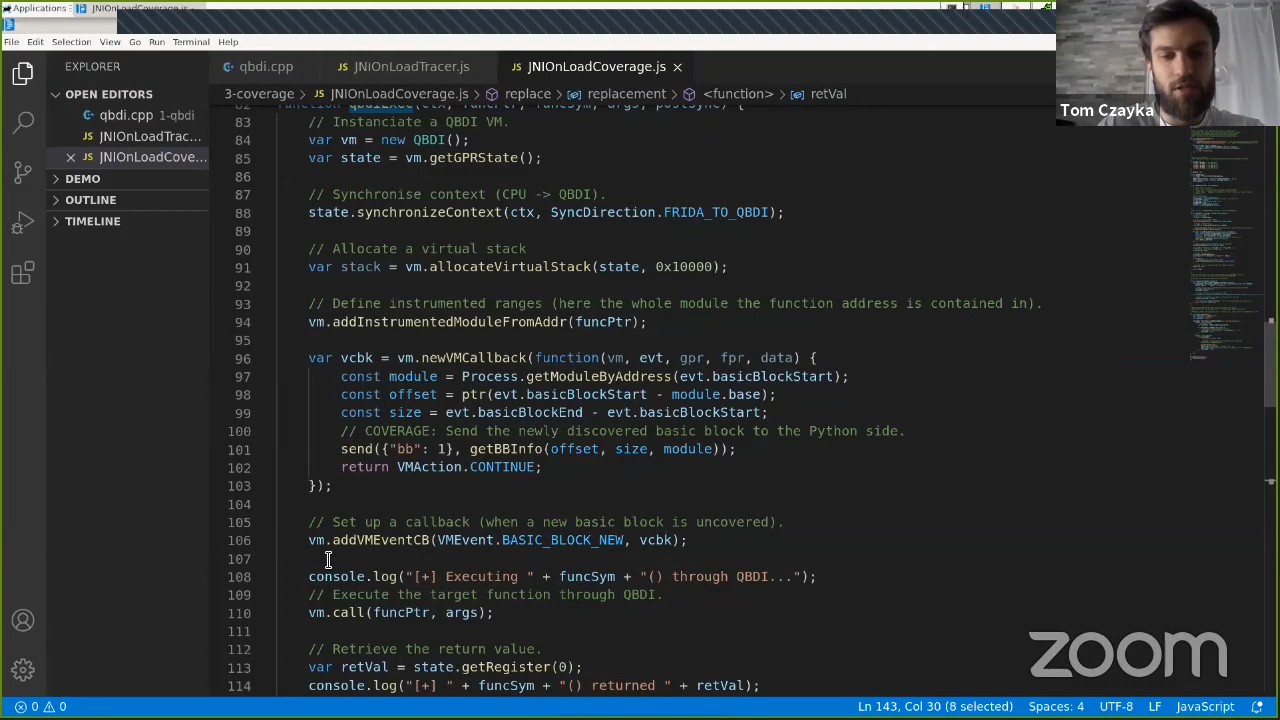 Applications
JNIOnLoadCoverage.js -
File Edit Selection View Go Run Terminal Help
EXPLORER
qbdi.cpp JNIOnLoadTracer.js JNIOnLoadCoverage.js
3-coverage > JNIOnLoadCoverage.js > replace > replacement > <function> > retVal
OPEN EDITORS
qbdi.cpp 1-qbdi
JNIOnLoadTrac...
JNIOnLoadCove...
DEMO
OUTLINE
TIMELINE
82 function qbdiExec(ctx, funcPtr, funcSym, args, postSync) {
83 // Instanciate a QBDI VM.
84 var vm = new QBDI();
85 var state = vm.getGPRState();
86
87 // Synchronise context (CPU -> QBDI)
88 state.synchronizeContext(ctx, SyncDirection.FRIDA_TO_QBDI);
89
90 // Allocate a virtual stack
91 var stack = vm.allocateVirtualStack(state, 0x10000);
92
93 // Define instrumented ranges (here the whole module the function address is contained in).
94 vm.addInstrumentedModuleFromAddr(funcPtr);
95
96 var vcbk = vm.newVMCallback(function(vm, evt, gpr, fpr, data) {
97 const module = Process.getModuleByAddress(evt.basicBlockStart);
98 const offset = ptr(evt.basicBlockStart - module.base);
99 const size = evt.basicBlockEnd - evt.basicBlockStart;
100 // COVERAGE: Send the newly discovered basic block to the Python side.
101 send({"bb": 1}, getBBInfo(offset, size, module));
102 return VMAction.CONTINUE;
103 });
104
105 // Set up a callback (when a new basic block is uncovered).
106 vm.addVMEventCB(VMEvent.BASIC_BLOCK_NEW, vcbk);
107
108 console.log("[+] Executing " + funcSym + "() through QBDI...");
109 // Execute the target function through QBDI.
110 vm.call(funcPtr, args);
111
112 // Retrieve the return value.
113 var retVal = state.getRegister(0);
114 console.log("[+] " + funcSym + "() returned " + retVal);
Tom Czayka
zoom
0 0 Ln 143, Col 30 (8 selected) Spaces: 4 UTF-8 LF JavaScript